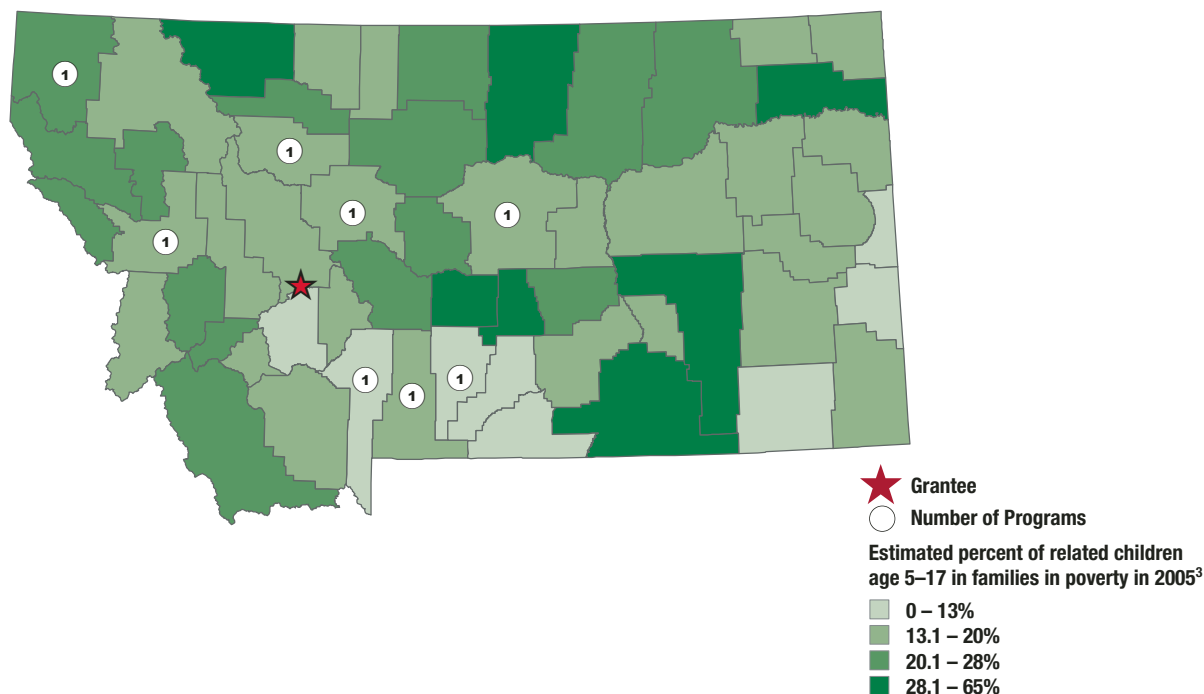 1
1
1
1
1
1
1
1
Grantee
Number of Programs
Estimated percent of related children
age 5–17 in families in poverty in 2005³
0 – 13%
13.1 – 20%
20.1 – 28%
28.1 – 65%